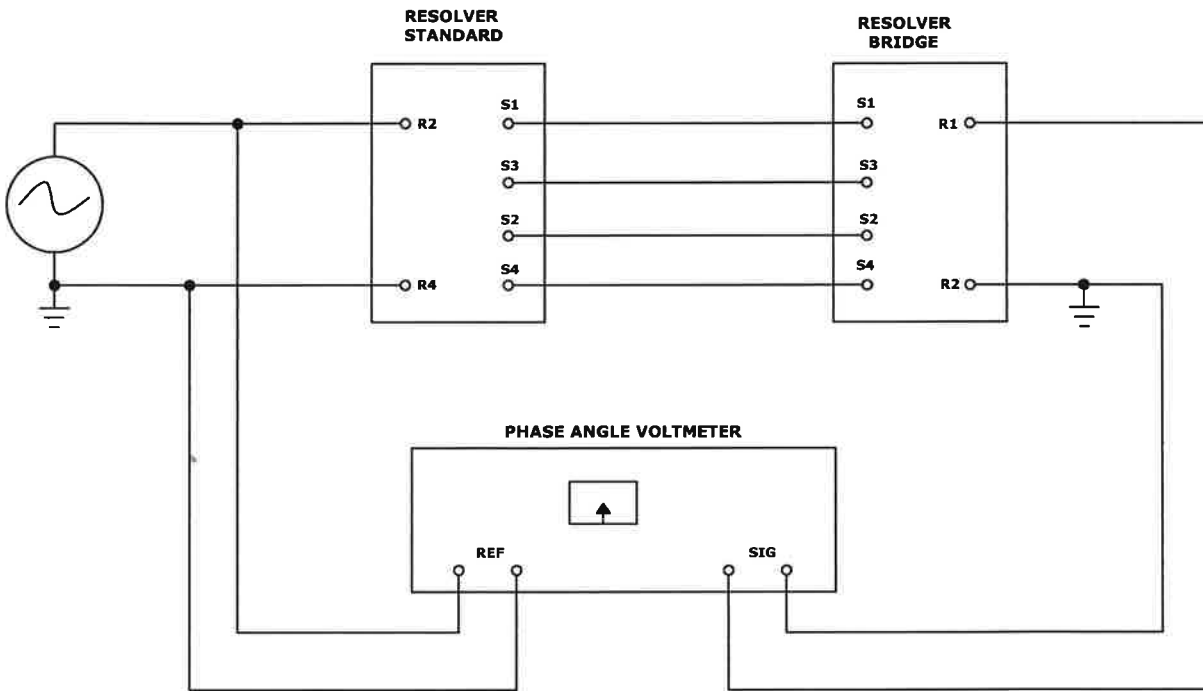 RESOLVER
STANDARD
RESOLVER
BRIDGE
R2
S1
S1
R1
S3
S3
S2
S2
R4
S4
S4
R2
PHASE ANGLE VOLTMETER
REF
SIG